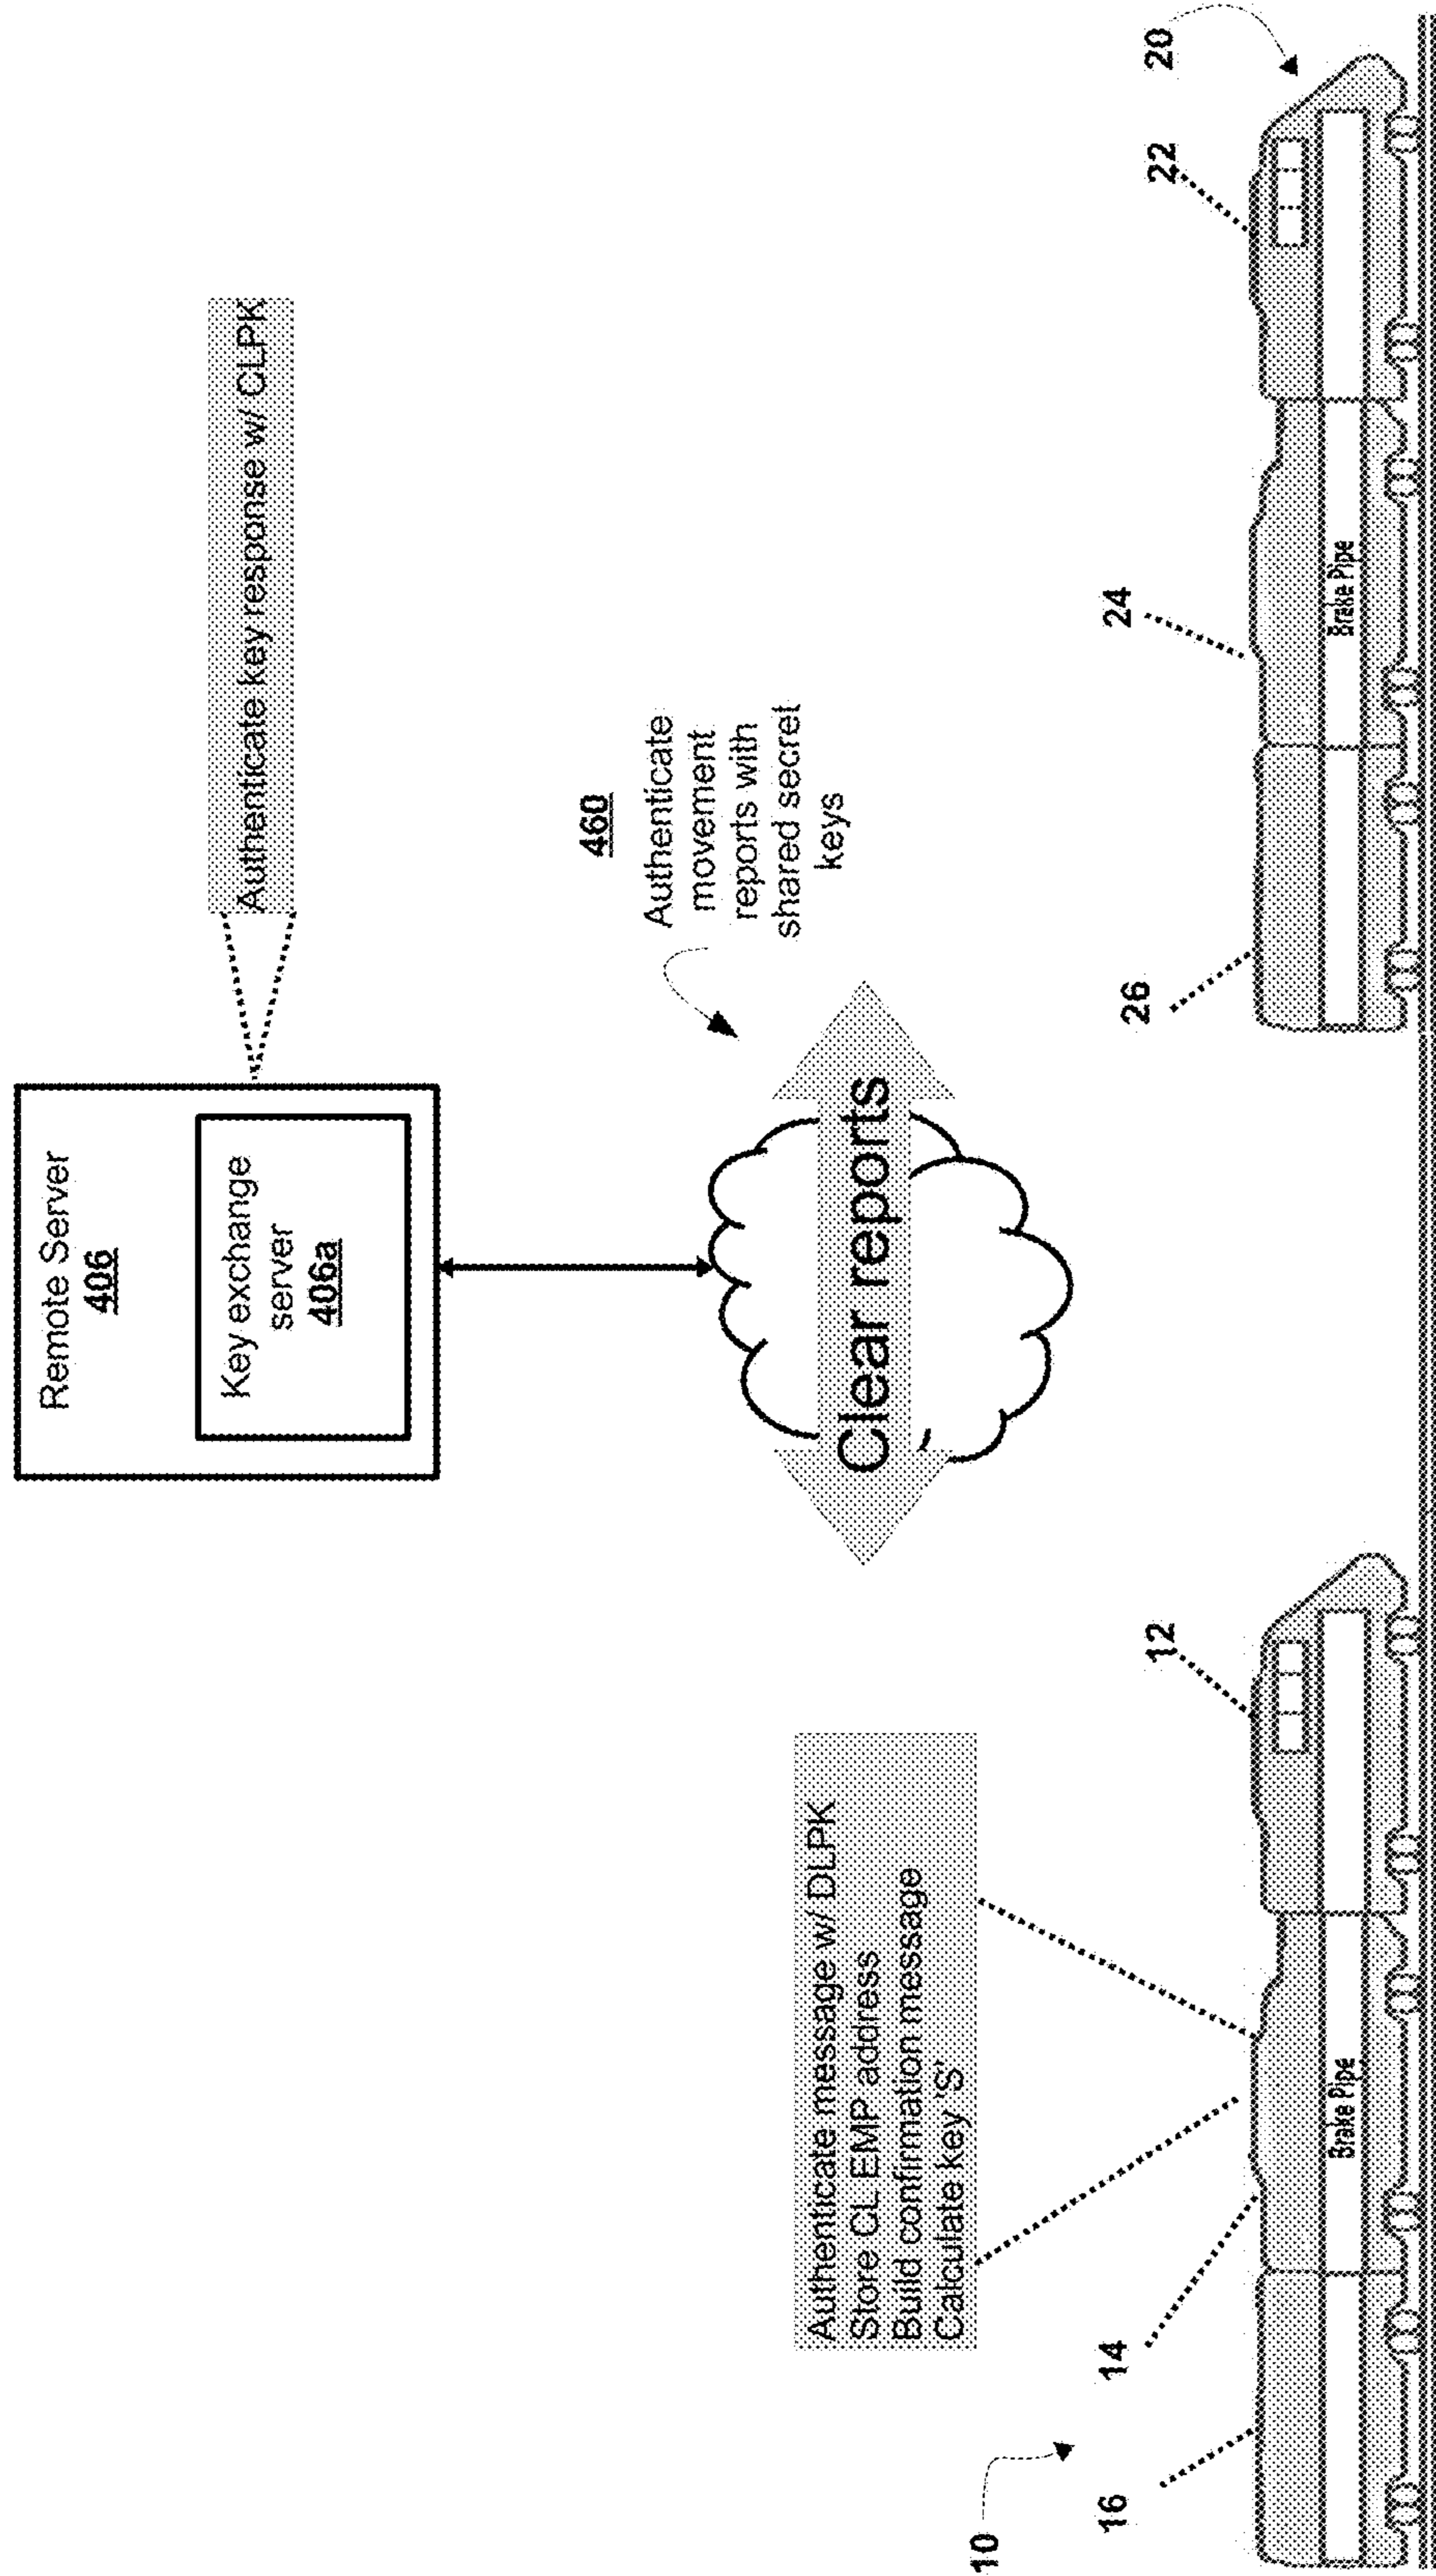 Remote Server
406
Key exchange
server
406a
Authenticate key response w/ CLPK
460
Authenticate
movement
reports with
shared secret
keys
Clear reports
Authenticate message w/ DLPK
Store CL EMP address
Build confirmation message
Calculate key 'S'
10
16
14
12
26
24
22
20
Brake Pipe
Brake Pipe